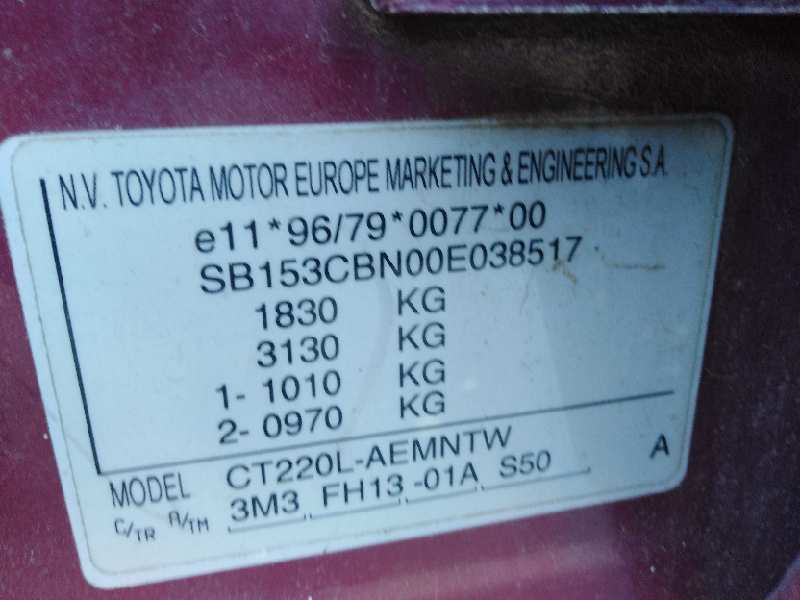 N.V. TOYOTA MOTOR EUROPE MARKETING & ENGINEERING S.A
e11*96/79*0077*00
SB153CBN00E038517
1830 KG
3130 KG
1- 1010 KG
2- 0970 KG
MODEL CT220L-AEMNTW A
C/TR A/TM 3M3 FH13 -01A S50